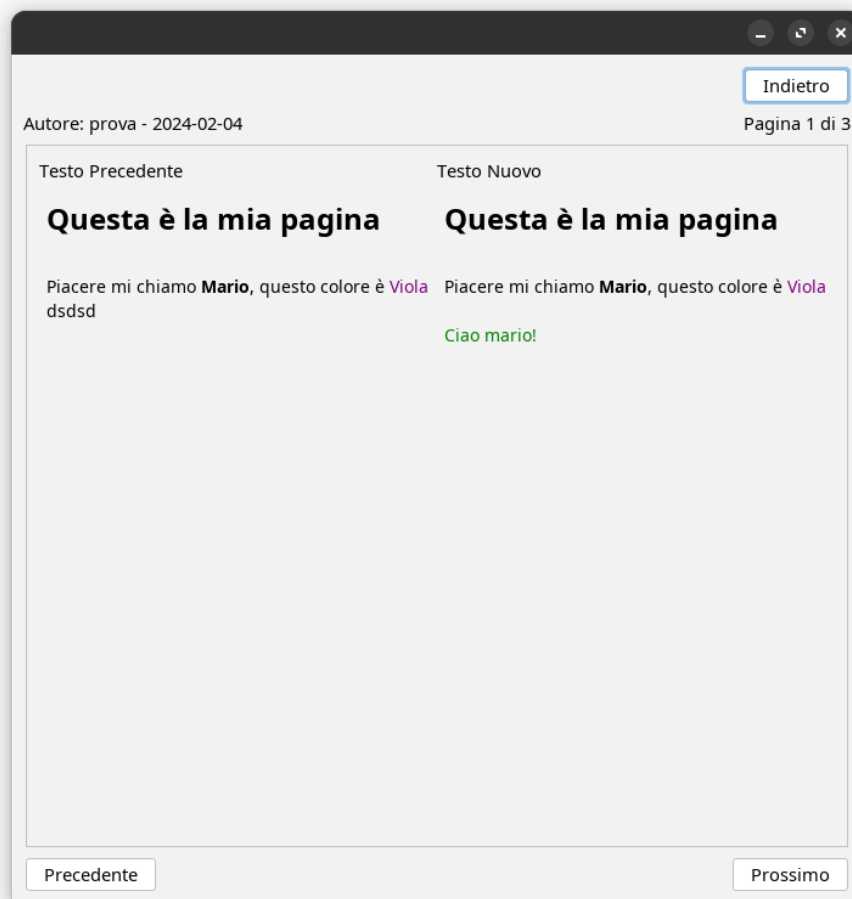 Indietro
Autore: prova - 2024-02-04
Pagina 1 di 3
Testo Precedente
Questa è la mia pagina
Piacere mi chiamo Mario, questo colore è Viola
dsdsd
Testo Nuovo
Questa è la mia pagina
Piacere mi chiamo Mario, questo colore è Viola
Ciao mario!
Precedente
Prossimo